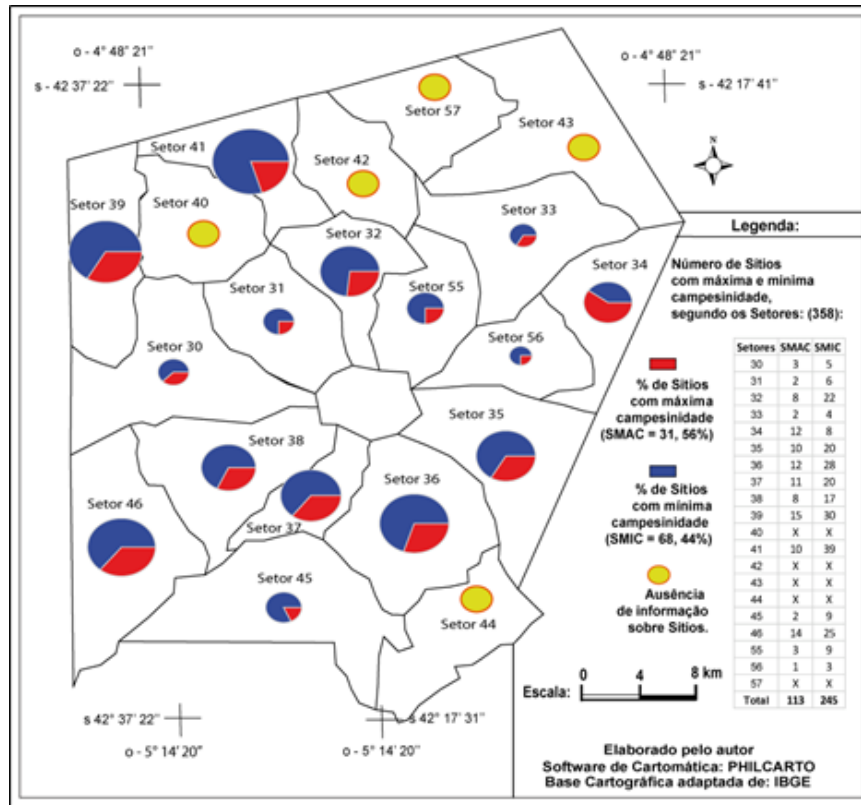 o - 4° 48' 21''
s - 42 37' 22''
o - 4° 48' 21''
s - 42° 17' 41''
N
Setor 57
Setor 43
Setor 41
Setor 42
Setor 39
Setor 40
Setor 33
Setor 32
Setor 34
Setor 31
Setor 55
Setor 56
Setor 30
Setor 35
Setor 38
Setor 36
Setor 46
Setor 37
Setor 45
Setor 44
s 42° 37' 22''
o - 5° 14' 20''
s 42° 17' 31''
o - 5° 14' 20''
Legenda:
Número de Sítios
com máxima e mínima
campesinidade,
segundo os Setores: (358):
% de Sítios
com máxima
campesinidade
(SMAC = 31, 56%)
% de Sítios
com mínima
campesinidade
(SMIC = 68, 44%)
Ausência
de informação
sobre Sítios.
Setores SMAC SMIC
30 3 5
31 2 6
32 8 22
33 2 4
34 12 8
35 10 20
36 12 28
37 11 20
38 8 17
39 15 30
40 X X
41 10 39
42 X X
43 X X
44 X X
45 2 9
46 14 25
55 3 9
56 1 3
57 X X
Total 113 245
Escala:
0 4 8 km
Elaborado pelo autor
Software de Cartomática: PHILCARTO
Base Cartográfica adaptada de: IBGE